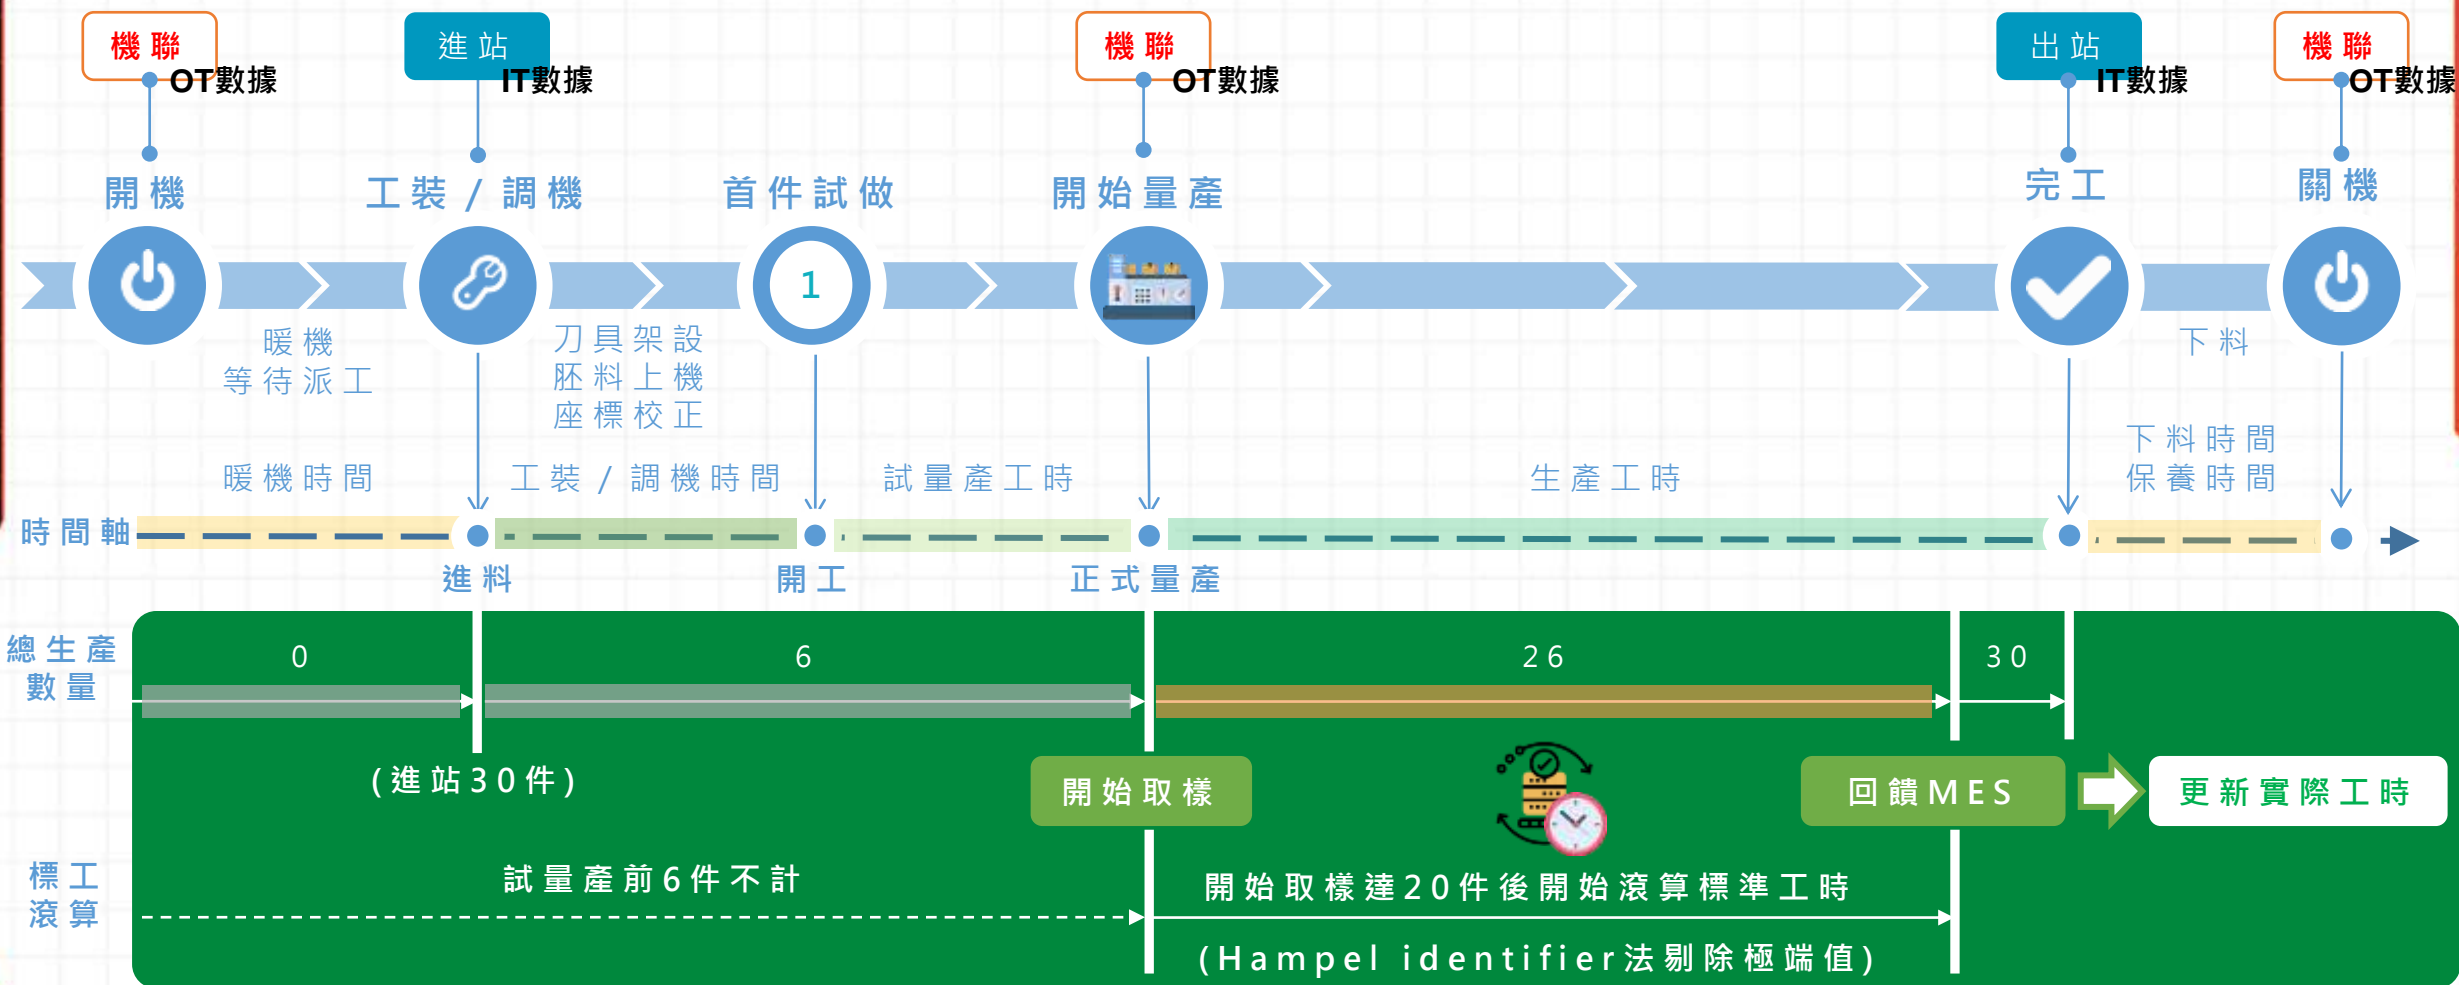 機聯
進站
機聯
出站
機聯
OT數據
IT數據
OT數據
IT數據
OT數據
開機
工裝/調機
首件試做
開始量產
完工
關機
1
暖機
等待派工
刀具架設
胚料上機
座標校正
下料
暖機時間
工裝/調機時間
試量產工時
生產工時
下料時間
保養時間
時間軸
進料
開工
正式量產
總生產
數量
0
6
26
30
(進站30件)
開始取樣
回饋MES
更新實際工時
標工
滾算
試量產前6件不計
開始取樣達20件後開始滾算標準工時
(Hampel identifier法剔除極端值)